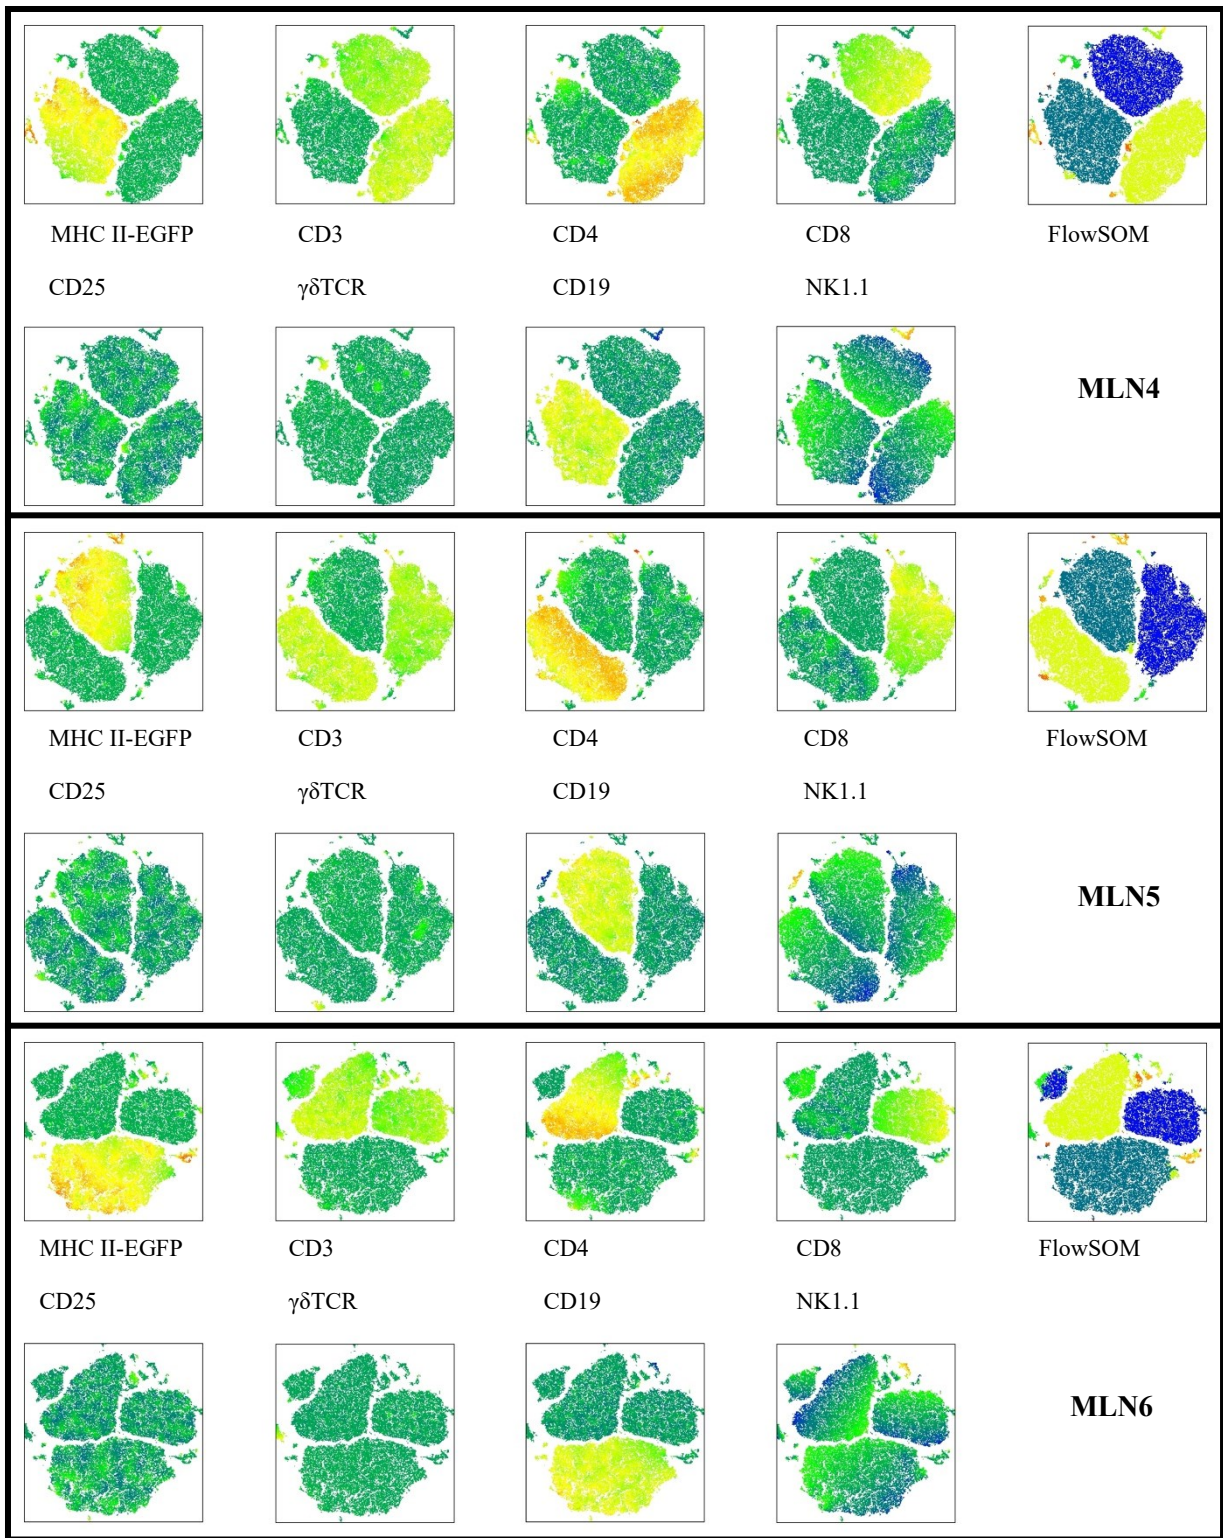 MHC II-EGFP CD3 CD4 CD8 FlowSOM
CD25 γδTCR CD19 NK1.1
MLN4
MHC II-EGFP CD3 CD4 CD8 FlowSOM
CD25 γδTCR CD19 NK1.1
MLN5
MHC II-EGFP CD3 CD4 CD8 FlowSOM
CD25 γδTCR CD19 NK1.1
MLN6